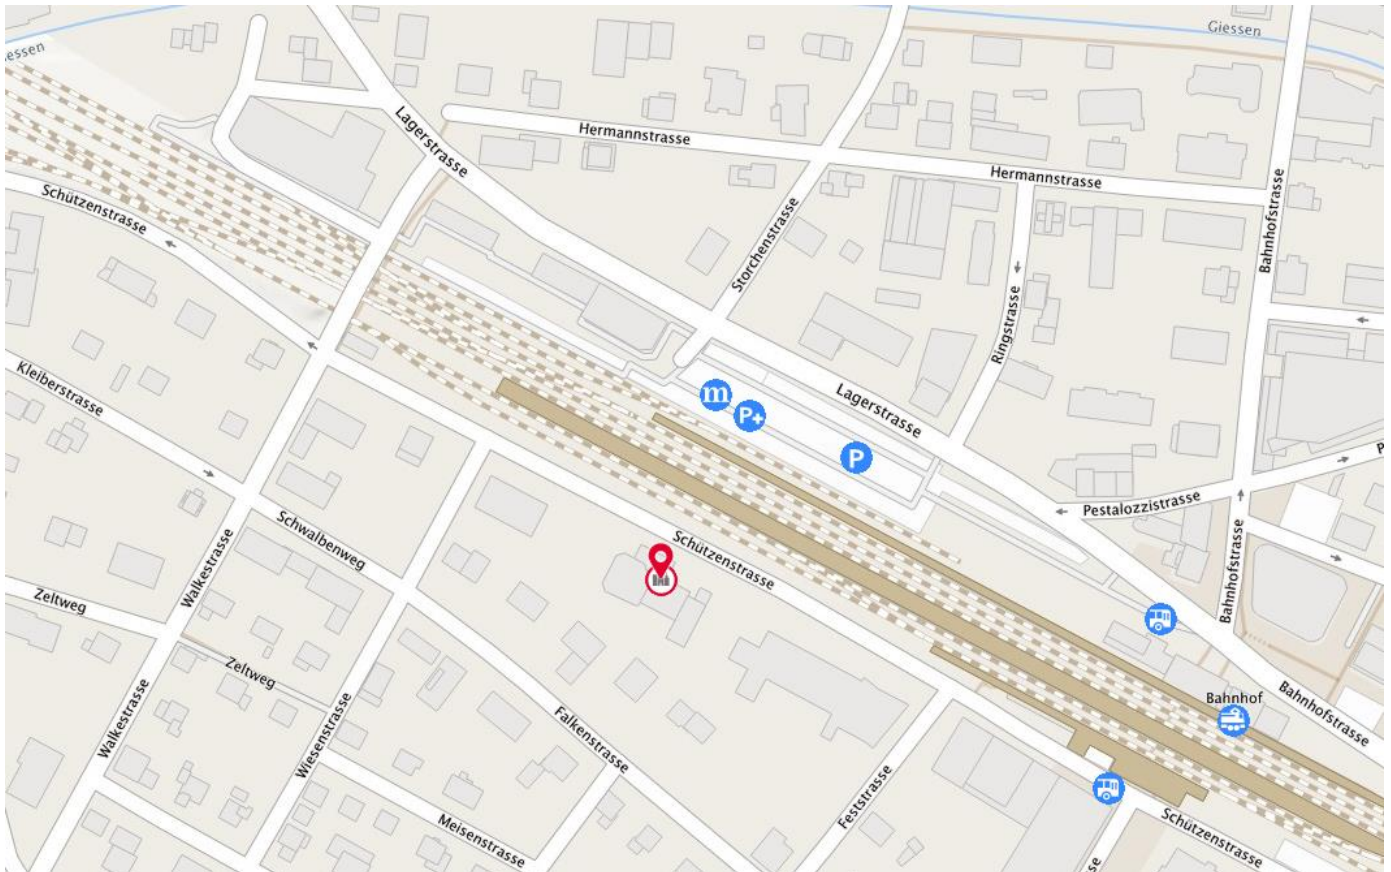 Giessen
Lagerstrasse
Hermannstrasse
Hermannstrasse
Schützenstrasse
Bahnhofstrasse
Storchenstrasse
Ringstrasse
Kleiberstrasse
m
P+
P
Lagerstrasse
Pestalozzistrasse
Schwalbenweg
Walkestrasse
Schützenstrasse
Bahnhofstrasse
Zeltweg
Zeltweg
Bahnhof
Bahnhofstrasse
Walkestrasse
Wiesenstrasse
Falkenstrasse
Feststrasse
Meisenstrasse
Schützenstrasse